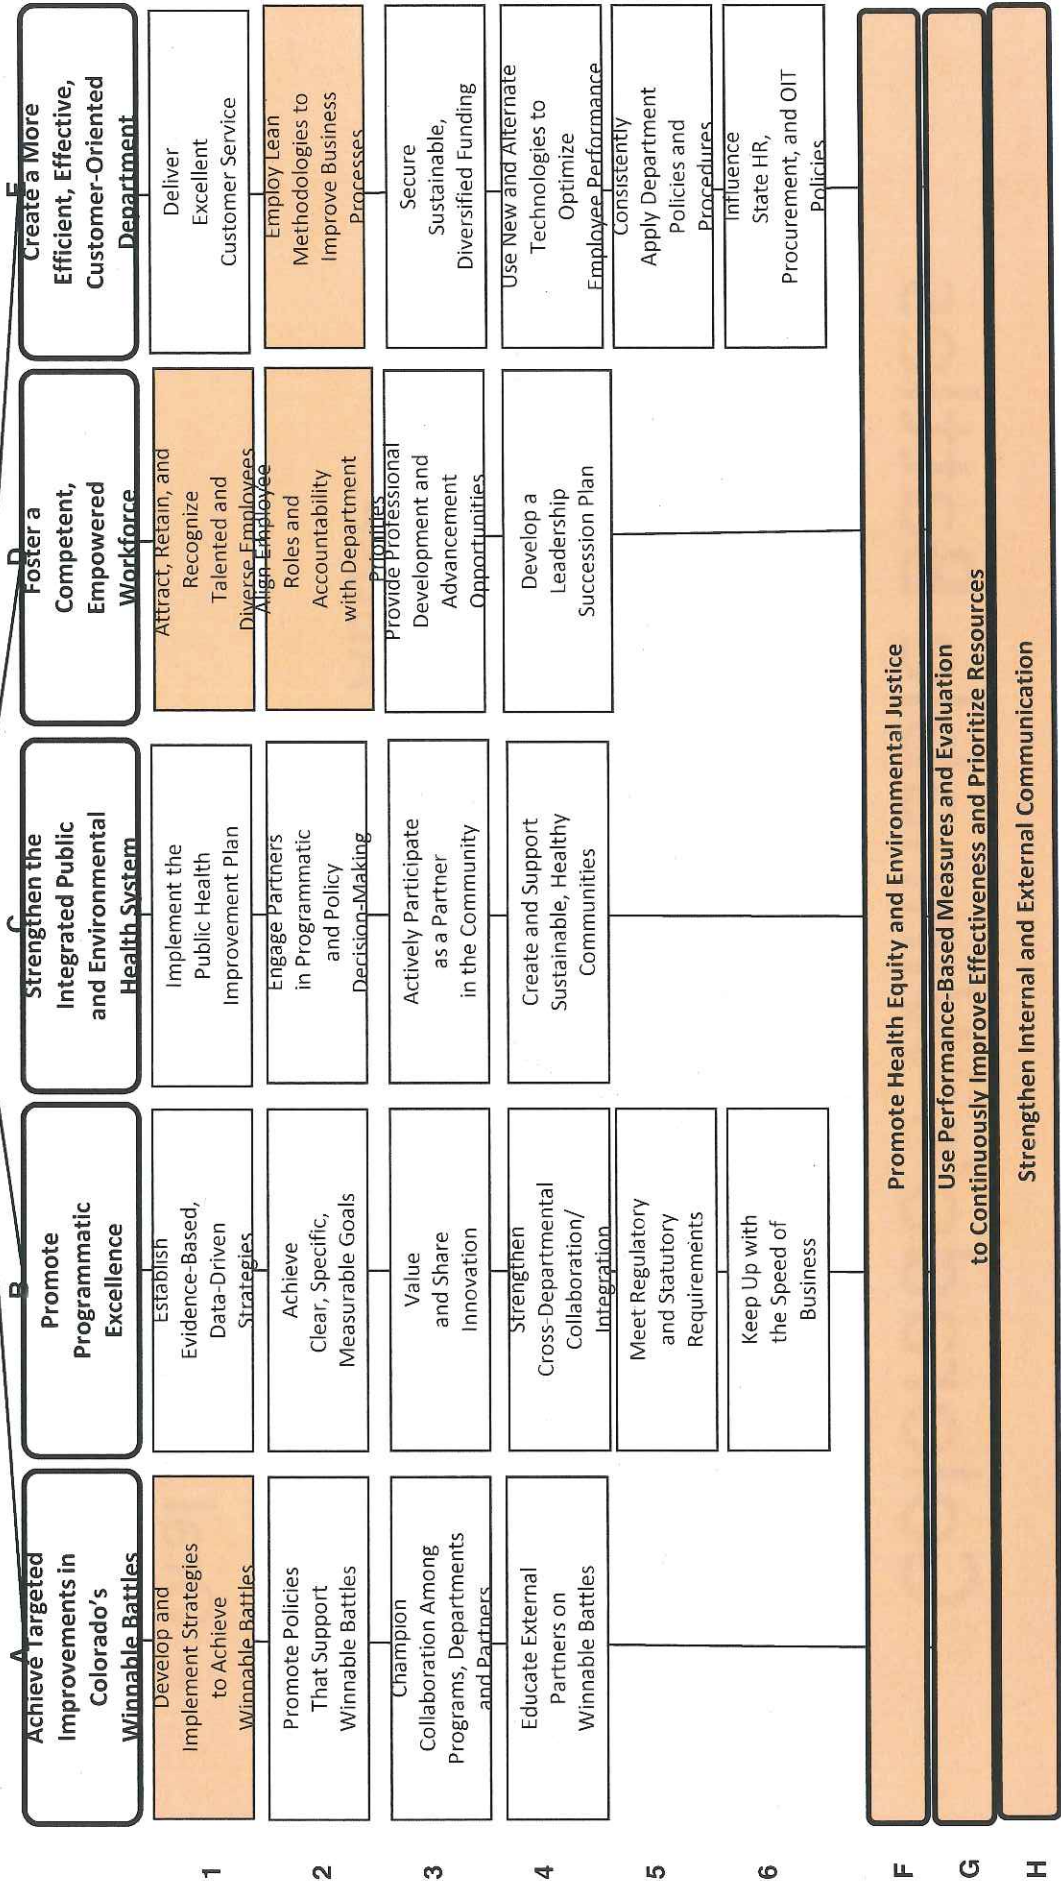 A
Achieve Targeted
Improvements in
Colorado's
Winnable Battles
B
Promote
Programmatic
Excellence
C
Strengthen the
Integrated Public
and Environmental
Health System
D
Foster a
Competent,
Empowered
Workforce
E
Create a More
Efficient, Effective,
Customer-Oriented
Department
1
Develop and
Implement Strategies
to Achieve
Winnable Battles
Establish
Evidence-Based,
Data-Driven
Strategies
Implement the
Public Health
Improvement Plan
Attract, Retain, and
Recognize
Talented and
Diverse Employees
Deliver
Excellent
Customer Service
2
Promote Policies
That Support
Winnable Battles
Achieve
Clear, Specific,
Measurable Goals
Engage Partners
in Programmatic
and Policy
Decision-Making
Align Employee
Roles and
Accountability
with Department
Priorities
Employ Lean
Methodologies to
Improve Business
Processes
3
Champion
Collaboration Among
Programs, Departments
and Partners
Value
and Share
Innovation
Actively Participate
as a Partner
in the Community
Provide Professional
Development and
Advancement
Opportunities
Secure
Sustainable,
Diversified Funding
4
Educate External
Partners on
Winnable Battles
Strengthen
Cross-Departmental
Collaboration/
Integration
Create and Support
Sustainable, Healthy
Communities
Develop a
Leadership
Succession Plan
Use New and Alternate
Technologies to
Optimize
Employee Performance
5
Meet Regulatory
and Statutory
Requirements
Consistently
Apply Department
Policies and
Procedures
6
Keep Up with
the Speed of
Business
Influence
State HR,
Procurement, and OIT
Policies
F
Promote Health Equity and Environmental Justice
G
Use Performance-Based Measures and Evaluation
to Continuously Improve Effectiveness and Prioritize Resources
H
Strengthen Internal and External Communication